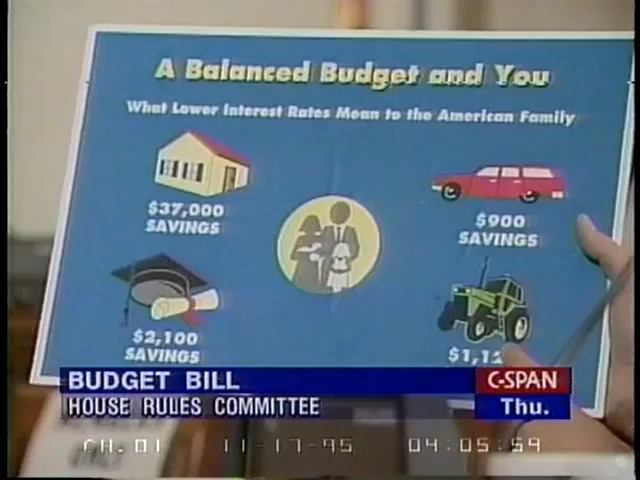 A Balanced Budget and You
What Lower Interest Rates Mean to the American Family
$37,000
SAVINGS
$900
SAVINGS
$2,100
SAVINGS
BUDGET BILL
C-SPAN
HOUSE RULES COMMITTEE
Thu.
CH.01 11-17-95 04:05:59